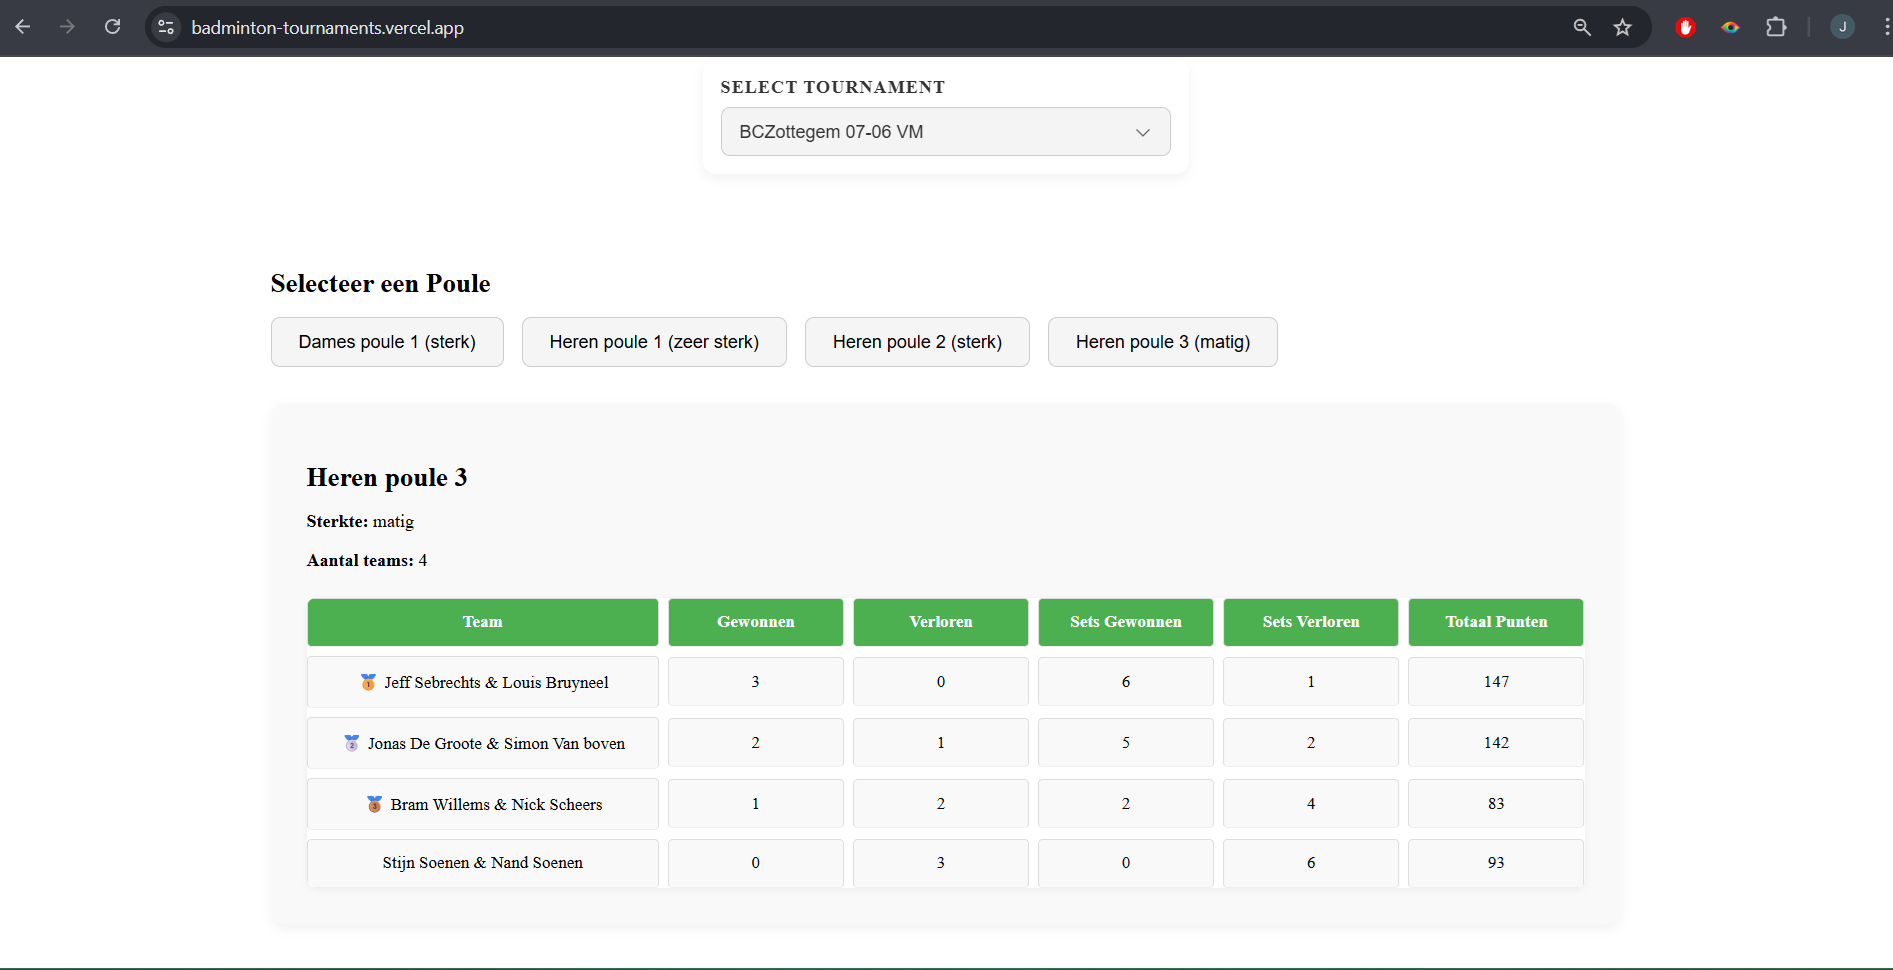 badminton-tournaments.vercel.app
J
SELECT TOURNAMENT
BCZottegem 07-06 VM
Selecteer een Poule
Dames poule 1 (sterk) Heren poule 1 (zeer sterk) Heren poule 2 (sterk) Heren poule 3 (matig)
Heren poule 3
Sterkte: matig
Aantal teams: 4
Team Gewonnen Verloren Sets Gewonnen Sets Verloren Totaal Punten
1 Jeff Sebrechts & Louis Bruyneel 3 0 6 1 147
2 Jonas De Groote & Simon Van boven 2 1 5 2 142
3 Bram Willems & Nick Scheers 1 2 2 4 83
Stijn Soenen & Nand Soenen 0 3 0 6 93